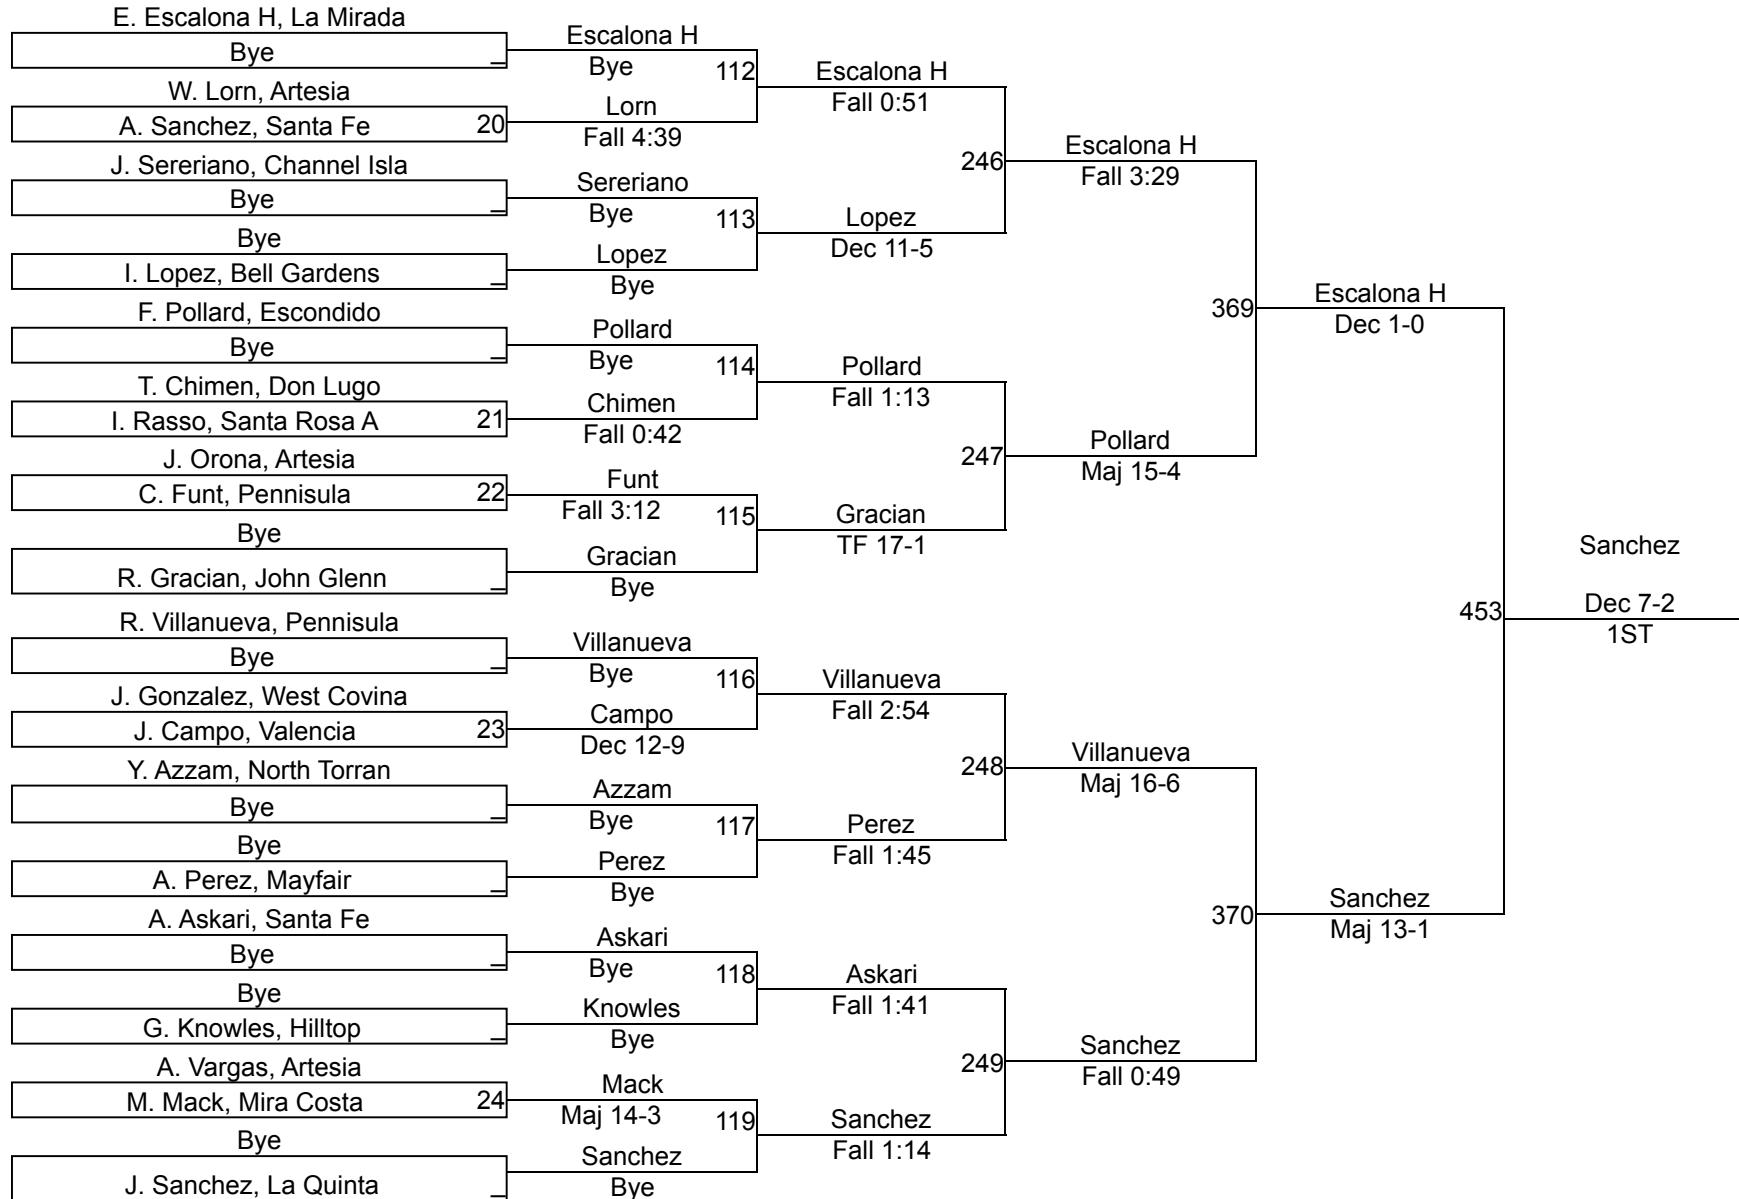 E. Escalona H, La Mirada
Bye _
W. Lorn, Artesia
A. Sanchez, Santa Fe 20
J. Sereriano, Channel Isla
Bye _
Bye
I. Lopez, Bell Gardens _
F. Pollard, Escondido
Bye _
T. Chimen, Don Lugo
I. Rasso, Santa Rosa A 21
J. Orona, Artesia
C. Funt, Pennisula 22
Bye
R. Gracian, John Glenn _
R. Villanueva, Pennisula
Bye _
J. Gonzalez, West Covina
J. Campo, Valencia 23
Y. Azzam, North Torran
Bye _
Bye
A. Perez, Mayfair _
A. Askari, Santa Fe
Bye _
Bye
G. Knowles, Hilltop _
A. Vargas, Artesia
M. Mack, Mira Costa 24
Bye
J. Sanchez, La Quinta _
Escalona H
Bye
112
Lorn
Fall 4:39
Sereriano
Bye
113
Lopez
Bye
Pollard
Bye
114
Chimen
Fall 0:42
Funt
Fall 3:12
115
Gracian
Bye
Villanueva
Bye
116
Campo
Dec 12-9
Azzam
Bye
117
Perez
Bye
Askari
Bye
118
Knowles
Bye
Mack
Maj 14-3
119
Sanchez
Bye
Escalona H
Fall 0:51
246
Lopez
Dec 11-5
Pollard
Fall 1:13
247
Gracian
TF 17-1
Villanueva
Fall 2:54
248
Perez
Fall 1:45
Askari
Fall 1:41
249
Sanchez
Fall 1:14
Escalona H
Fall 3:29
369
Pollard
Maj 15-4
Villanueva
Maj 16-6
370
Sanchez
Fall 0:49
Escalona H
Dec 1-0
453
Sanchez
Maj 13-1
Sanchez
Dec 7-2
1ST